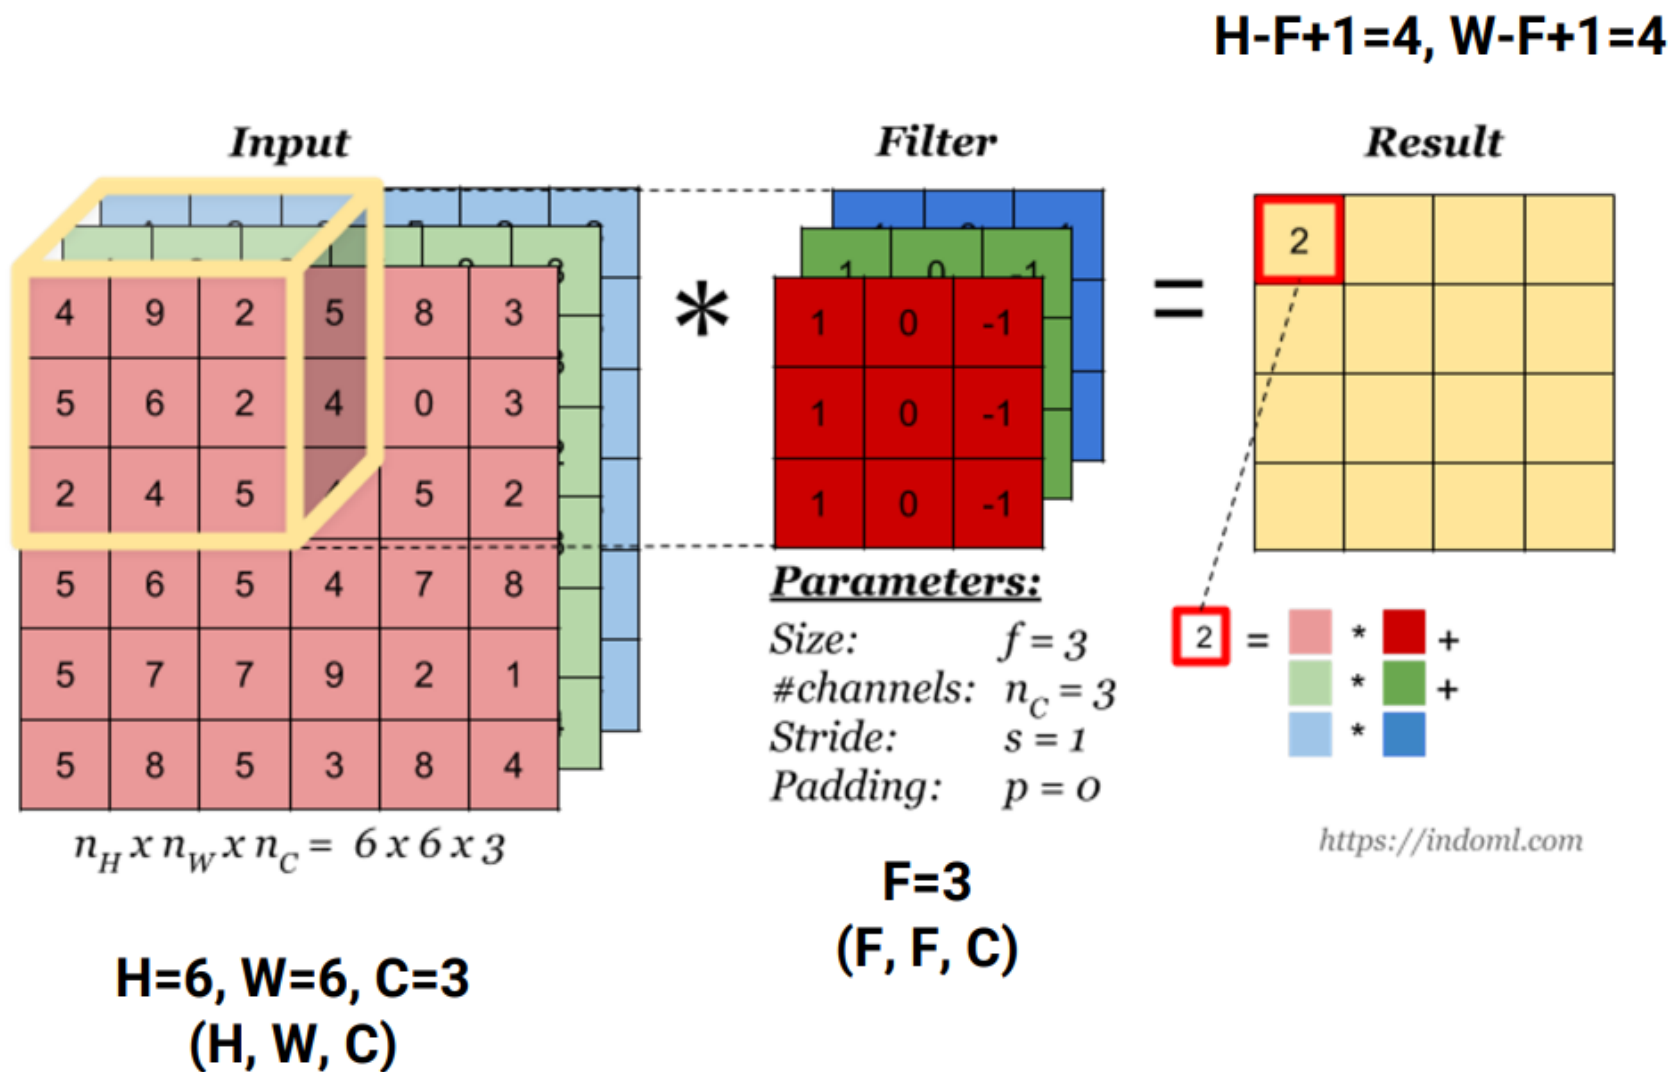 H-F+1=4, W-F+1=4
Input
Filter
Result
4 9 2 5 8 3
5 6 2 4 0 3
2 4 5 5 2
5 6 5 4 7 8
5 7 7 9 2 1
5 8 5 3 8 4
*
1 0 -1
1 0 -1
1 0 -1
1 0 -1
=
2
Parameters:
Size: f = 3
#channels: nC = 3
Stride: s = 1
Padding: p = 0
2 = * +
* +
*
nH x nW x nC = 6 x 6 x 3
https://indoml.com
F=3
(F, F, C)
H=6, W=6, C=3
(H, W, C)